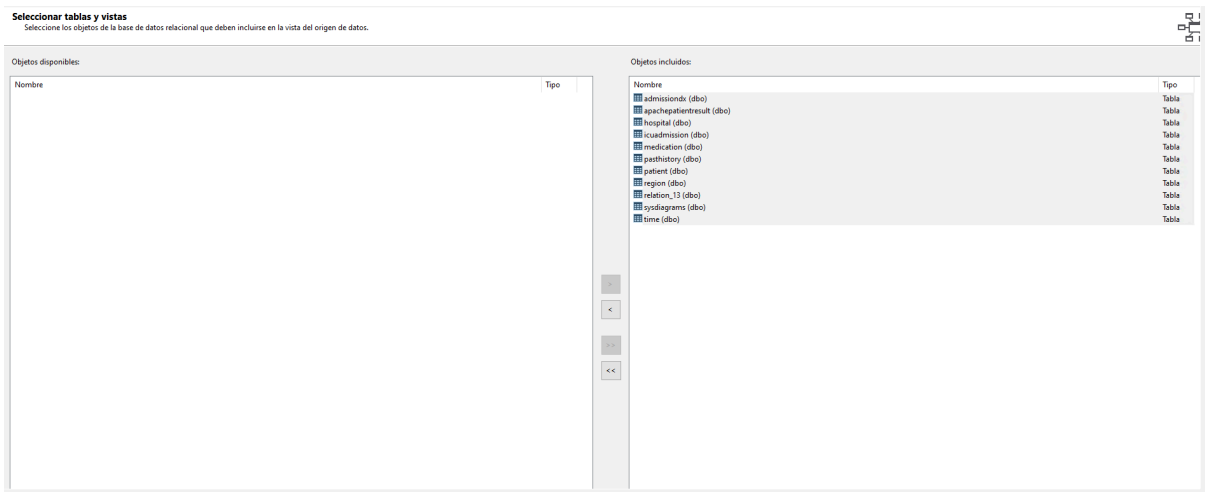 Seleccionar tablas y vistas
Seleccione los objetos de la base de datos relacional que deben incluirse en la vista del origen de datos.
Objetos disponibles:
Nombre Tipo
Objetos incluidos:
Nombre Tipo
admissiondx (dbo) Tabla
apachepatientresult (dbo) Tabla
hospital (dbo) Tabla
icuadmission (dbo) Tabla
medication (dbo) Tabla
pasthistory (dbo) Tabla
patient (dbo) Tabla
region (dbo) Tabla
relation_13 (dbo) Tabla
sysdiagrams (dbo) Tabla
time (dbo) Tabla
>
<
>>
<<